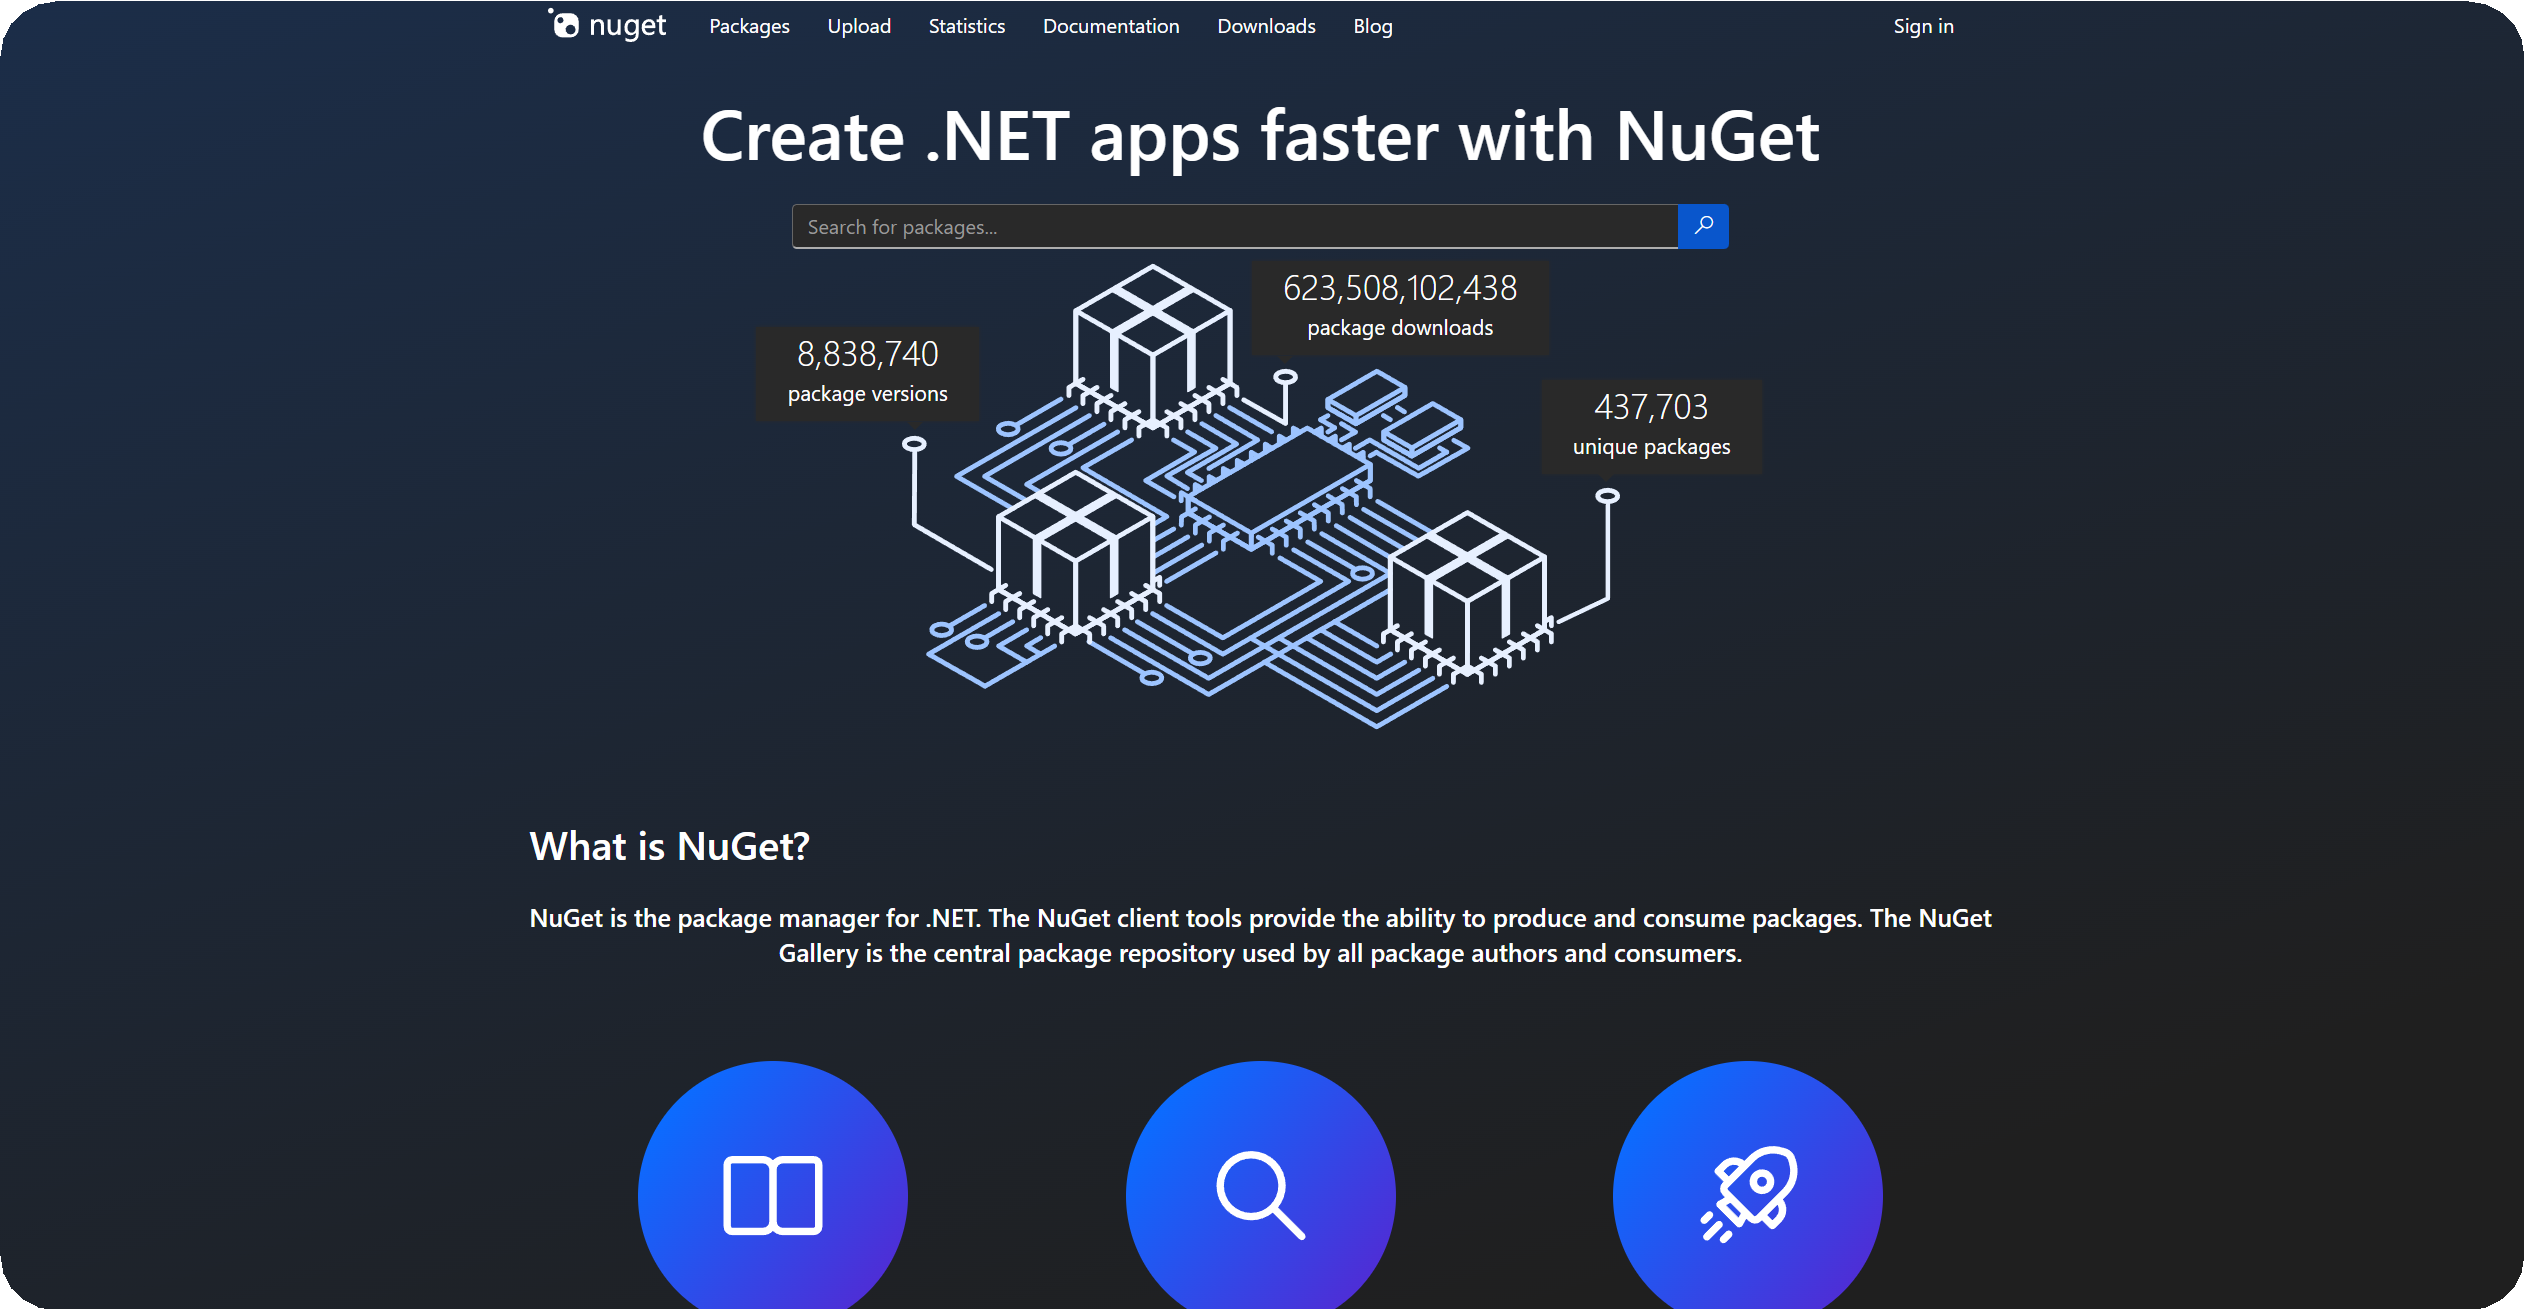 nuget Packages Upload Statistics Documentation Downloads Blog Sign in
Create .NET apps faster with NuGet
Search for packages...
623,508,102,438
package downloads
8,838,740
package versions
437,703
unique packages
What is NuGet?
NuGet is the package manager for .NET. The NuGet client tools provide the ability to produce and consume packages. The NuGet
Gallery is the central package repository used by all package authors and consumers.